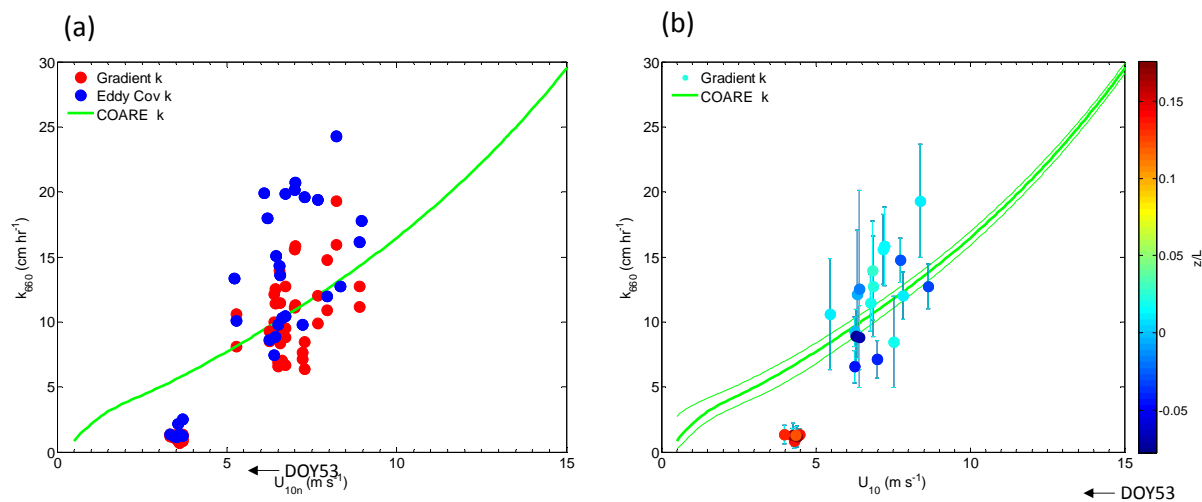 (a)
(b)
30
25
20
15
10
5
0
k660 (cm hr-1)
Gradient k
Eddy Cov k
COARE k
0
5
10
15
DOY53
U10n (m s-1)
30
25
20
15
10
5
0
k660 (cm hr-1)
Gradient k
COARE k
0
5
10
15
U10 (m s-1)
DOY53
0.15
0.1
0.05
0
-0.05
z/L